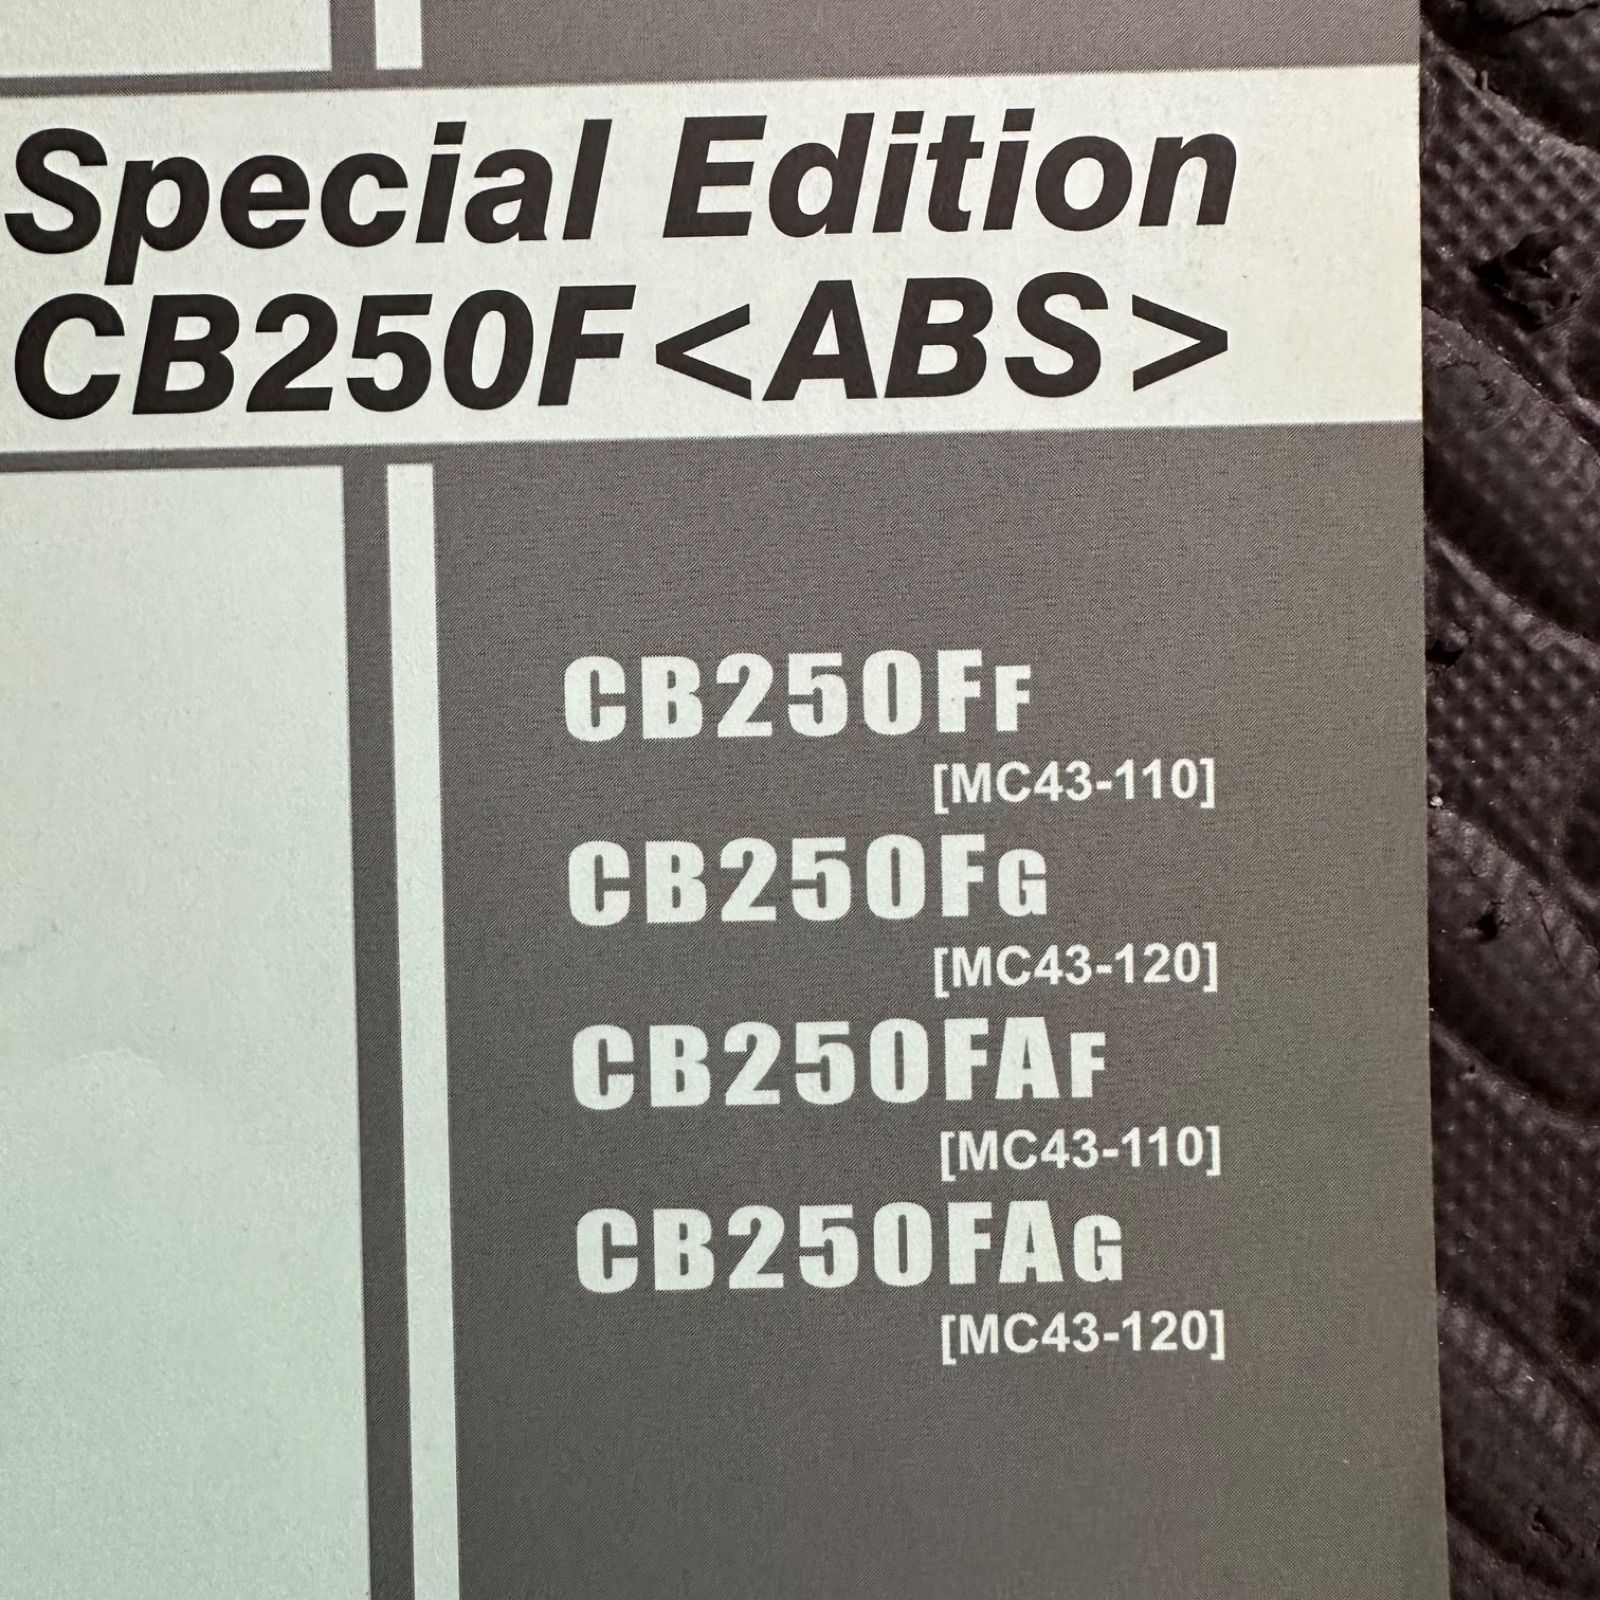 Special Edition
CB250F<ABS>
CB250FF
[MC43-110]
CB250FG
[MC43-120]
CB250FAF
[MC43-110]
CB250FAG
[MC43-120]